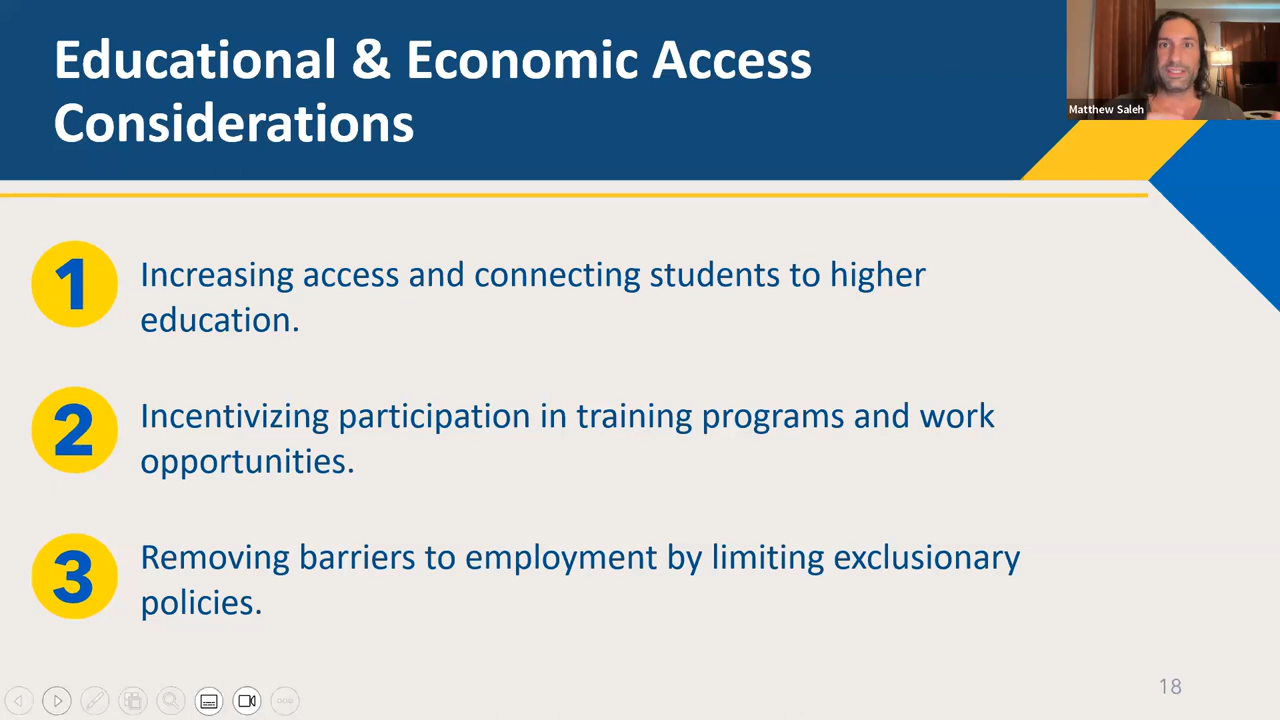 Educational & Economic Access
Considerations
Matthew Saleh
1
Increasing access and connecting students to higher
education.
2
Incentivizing participation in training programs and work
opportunities.
3
Removing barriers to employment by limiting exclusionary
policies.
18